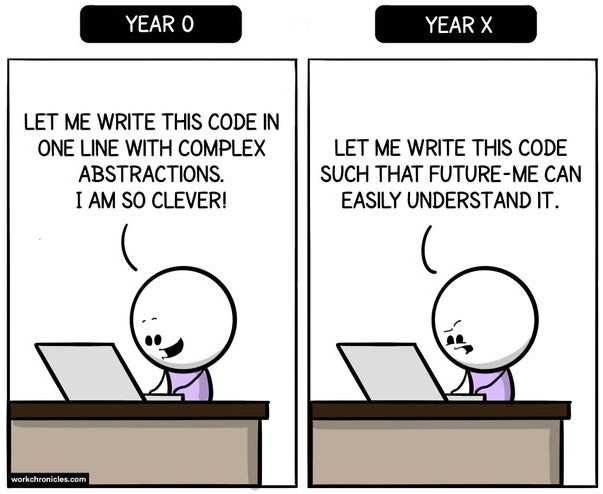 YEAR 0
LET ME WRITE THIS CODE IN
ONE LINE WITH COMPLEX
ABSTRACTIONS.
I AM SO CLEVER!
workchronicles.com
YEAR X
LET ME WRITE THIS CODE
SUCH THAT FUTURE-ME CAN
EASILY UNDERSTAND IT.